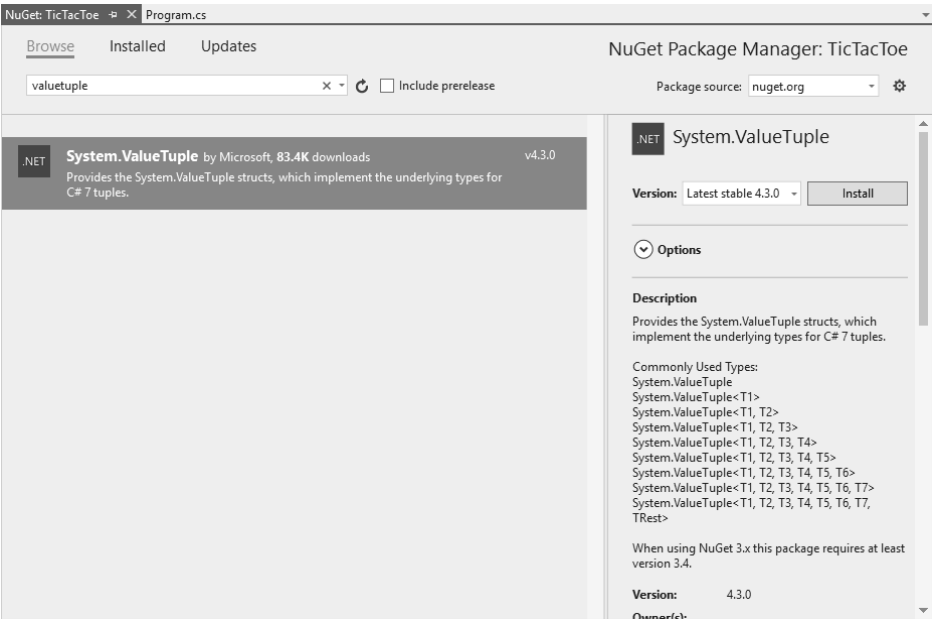 NuGet: TicTacToe Program.cs
Browse Installed Updates
NuGet Package Manager: TicTacToe
valuetuple
Include prerelease
Package source: nuget.org
.NET
System.ValueTuple by Microsoft, 83.4K downloads
v4.3.0
Provides the System.ValueTuple structs, which implement the underlying types for
C# 7 tuples.
.NET
System.ValueTuple
Version: Latest stable 4.3.0
Install
Options
Description
Provides the System.ValueTuple structs, which
implement the underlying types for C# 7 tuples.
Commonly Used Types:
System.ValueTuple
System.ValueTuple<T1>
System.ValueTuple<T1, T2>
System.ValueTuple<T1, T2, T3>
System.ValueTuple<T1, T2, T3, T4>
System.ValueTuple<T1, T2, T3, T4, T5>
System.ValueTuple<T1, T2, T3, T4, T5, T6>
System.ValueTuple<T1, T2, T3, T4, T5, T6, T7>
System.ValueTuple<T1, T2, T3, T4, T5, T6, T7,
TRest>
When using NuGet 3.x this package requires at least
version 3.4.
Version: 4.3.0
Owner(s):